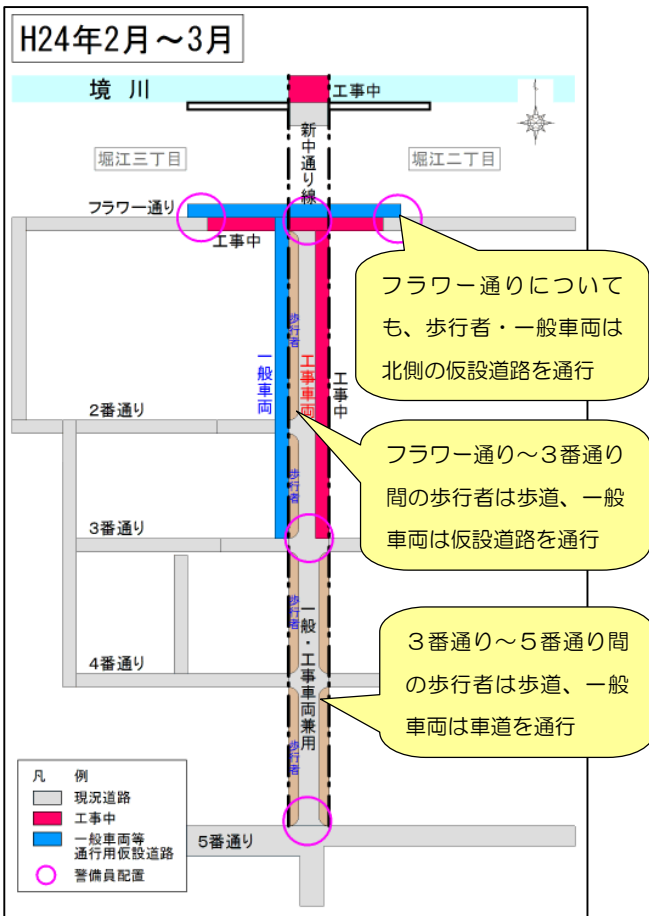 H24年2月～3月
境 川
工事中
新中通り線
堀江三丁目
堀江二丁目
フラワー通り
工事中
フラワー通りについて
も、歩行者・一般車両は
北側の仮設道路を通行
歩行者
一般車両
工事車両
工事中
2番通り
フラワー通り～３番通り
間の歩行者は歩道、一般
車両は仮設道路を通行
歩行者
3番通り
歩行者
一般・工事車両兼用
３番通り～５番通り間
の歩行者は歩道、一般
車両は車道を通行
4番通り
歩行者
凡 例
現況道路
工事中
一般車両等
通行用仮設道路
警備員配置
5番通り